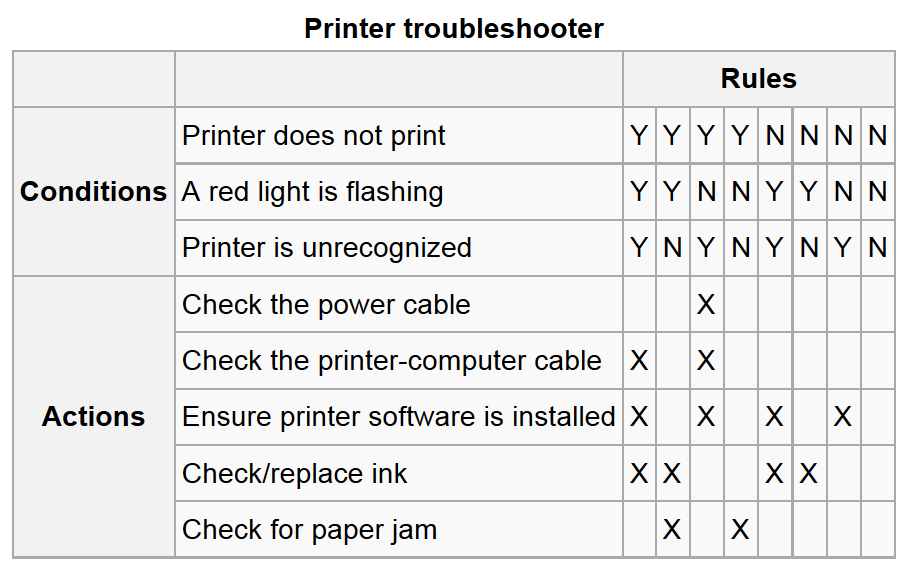 Printer troubleshooter
Rules
Conditions
Printer does not print Y Y Y Y N N N N
A red light is flashing Y Y N N Y Y N N
Printer is unrecognized Y N Y N Y N Y N
Actions
Check the power cable X
Check the printer-computer cable X X
Ensure printer software is installed X X X X
Check/replace ink X X X X
Check for paper jam X X